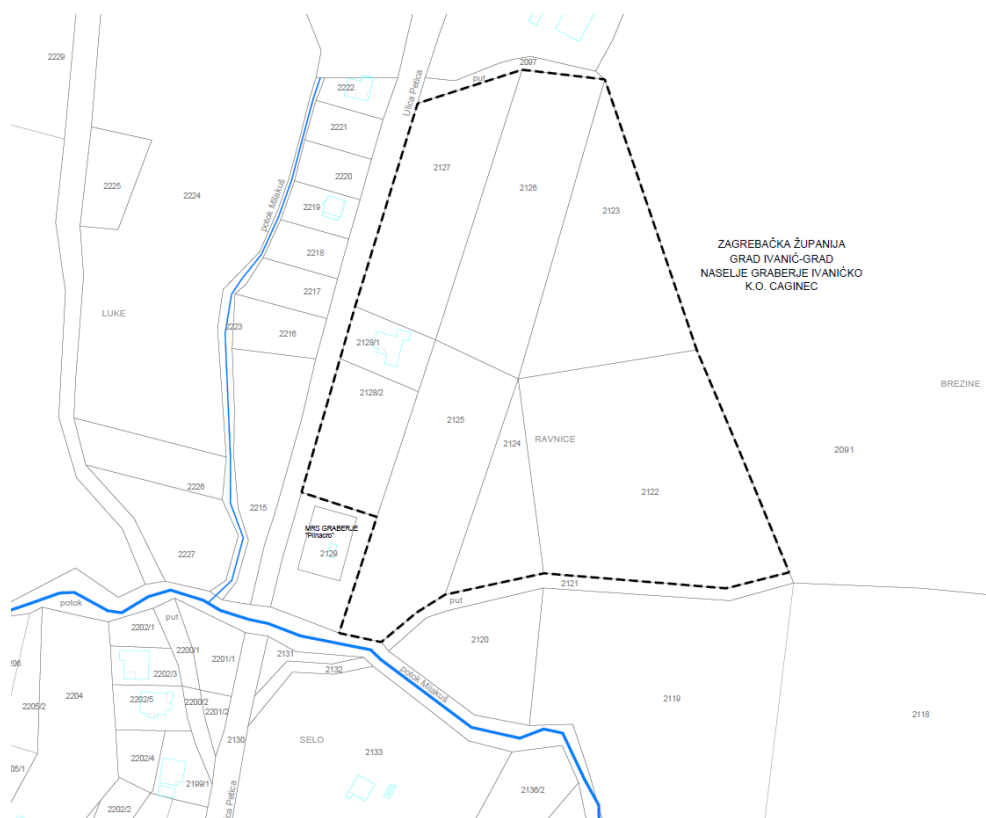 2097
put
2229
2222
Ulica Petica
2221
2127
2220
2126
2225
2224
potok Milakuš
2219
2123
2218
ZAGREBAČKA ŽUPANIJA
GRAD IVANIĆ-GRAD
NASELJE GRABERJE IVANIĆKO
K.O. CAGINEC
2217
LUKE
2223
2216
2128/1
BREZINE
2128/2
2125
2124
RAVNICE
2091
2226
2122
2215
MRS GRABERJE
"Plinacro"
2129
2227
2121
potok
put
put
2202/1
2120
2200/1
2201/1
2131
2132
2202/3
potok Milakuš
2204
2202/5
2200/2
2119
2205/2
2201/2
2118
2130
SELO
2133
2202/4
05/1
2199/1
2136/2
2202/2